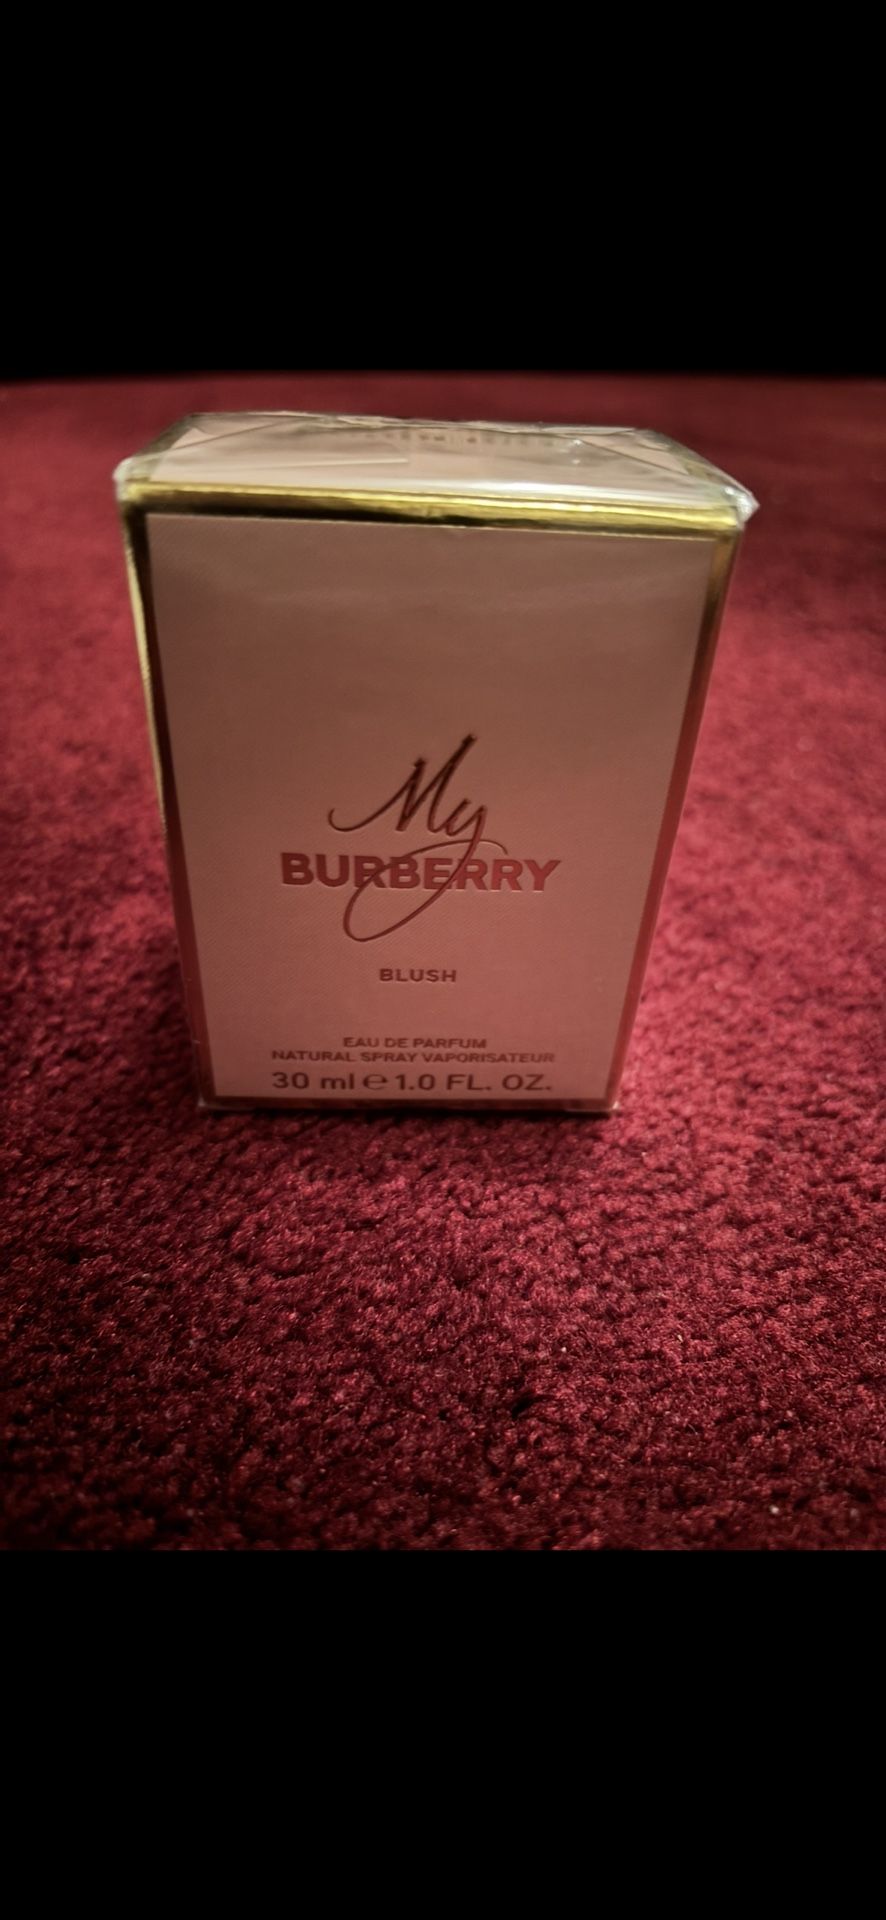 My
BURBERRY
BLUSH
EAU DE PARFUM
NATURAL SPRAY VAPORISATEUR
30 ml ℮ 1.0 FL. OZ.